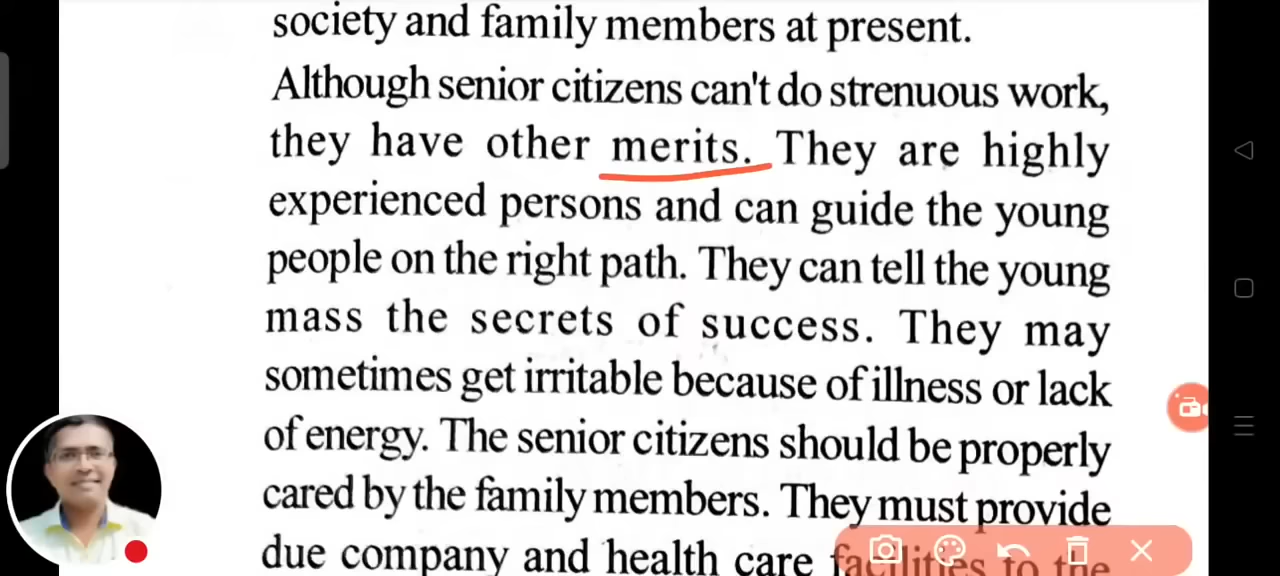 society and family members at present.
Although senior citizens can't do strenuous work,
they have other merits. They are highly
experienced persons and can guide the young
people on the right path. They can tell the young
mass the secrets of success. They may
sometimes get irritable because of illness or lack
of energy. The senior citizens should be properly
cared by the family members. They must provide
due company and health care facilities to the